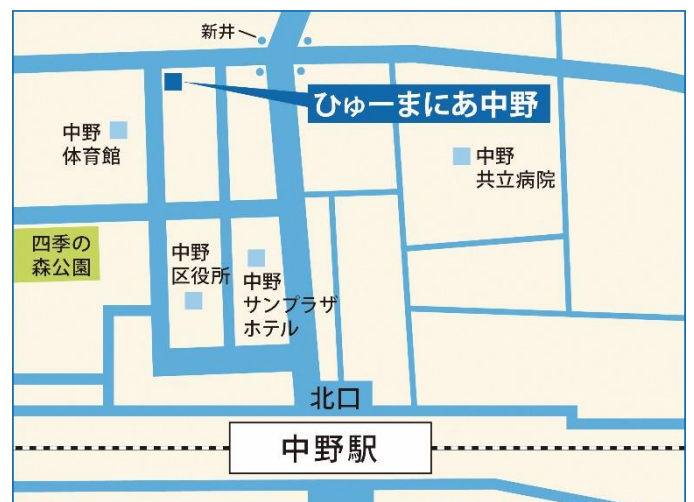 新井
ひゅーまにあ中野
中野
体育館
中野
共立病院
四季の
森公園
中野
区役所
中野
サンプラザ
ホテル
北口
中野駅